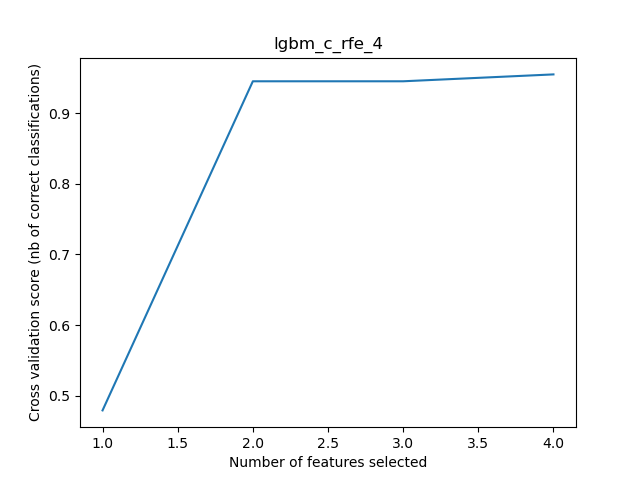 lgbm_c_rfe_4
Cross validation score (nb of correct classifications)
0.9
0.8
0.7
0.6
0.5
1.0 1.5 2.0 2.5 3.0 3.5 4.0
Number of features selected